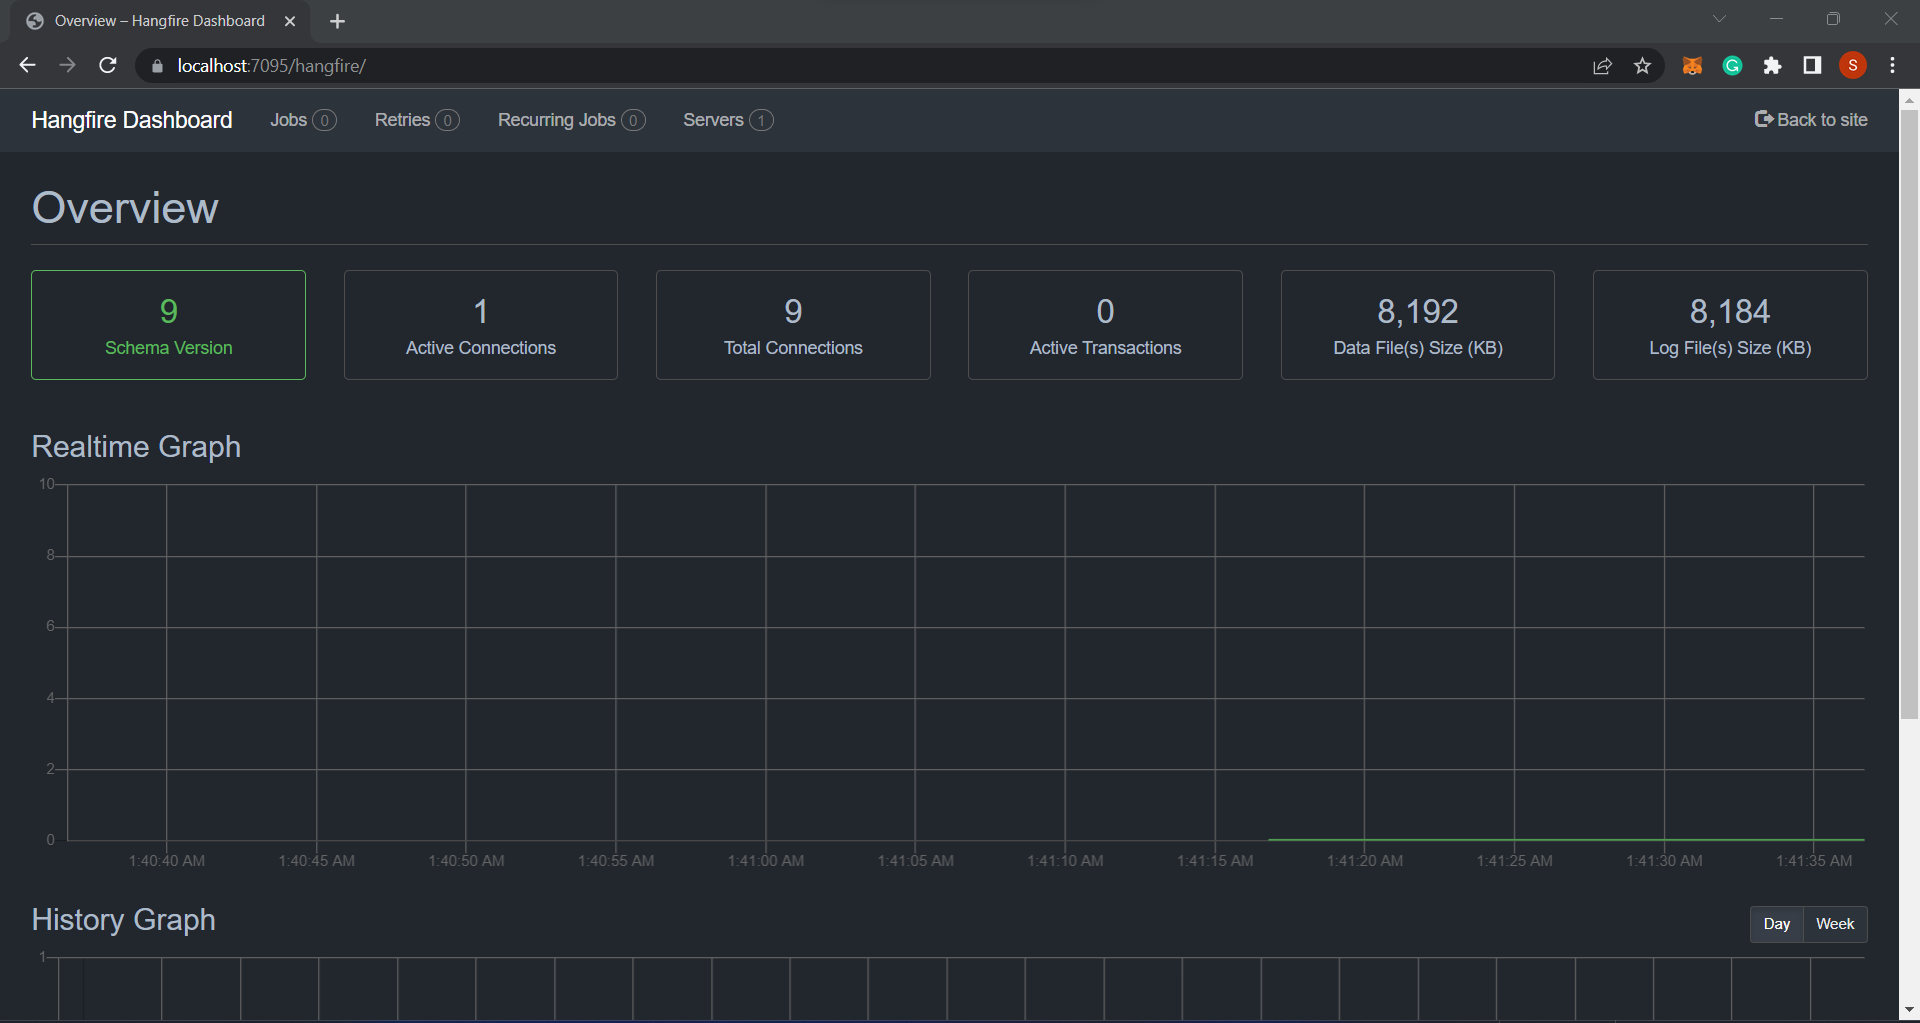 Overview – Hangfire Dashboard
localhost:7095/hangfire/
G
S
Hangfire Dashboard Jobs 0 Retries 0 Recurring Jobs 0 Servers 1 Back to site
Overview
9 1 9 0 8,192 8,184
Schema Version Active Connections Total Connections Active Transactions Data File(s) Size (KB) Log File(s) Size (KB)
Realtime Graph
10
8
6
4
2
0
1:40:40 AM 1:40:45 AM 1:40:50 AM 1:40:55 AM 1:41:00 AM 1:41:05 AM 1:41:10 AM 1:41:15 AM 1:41:20 AM 1:41:25 AM 1:41:30 AM 1:41:35 AM
History Graph Day Week
1